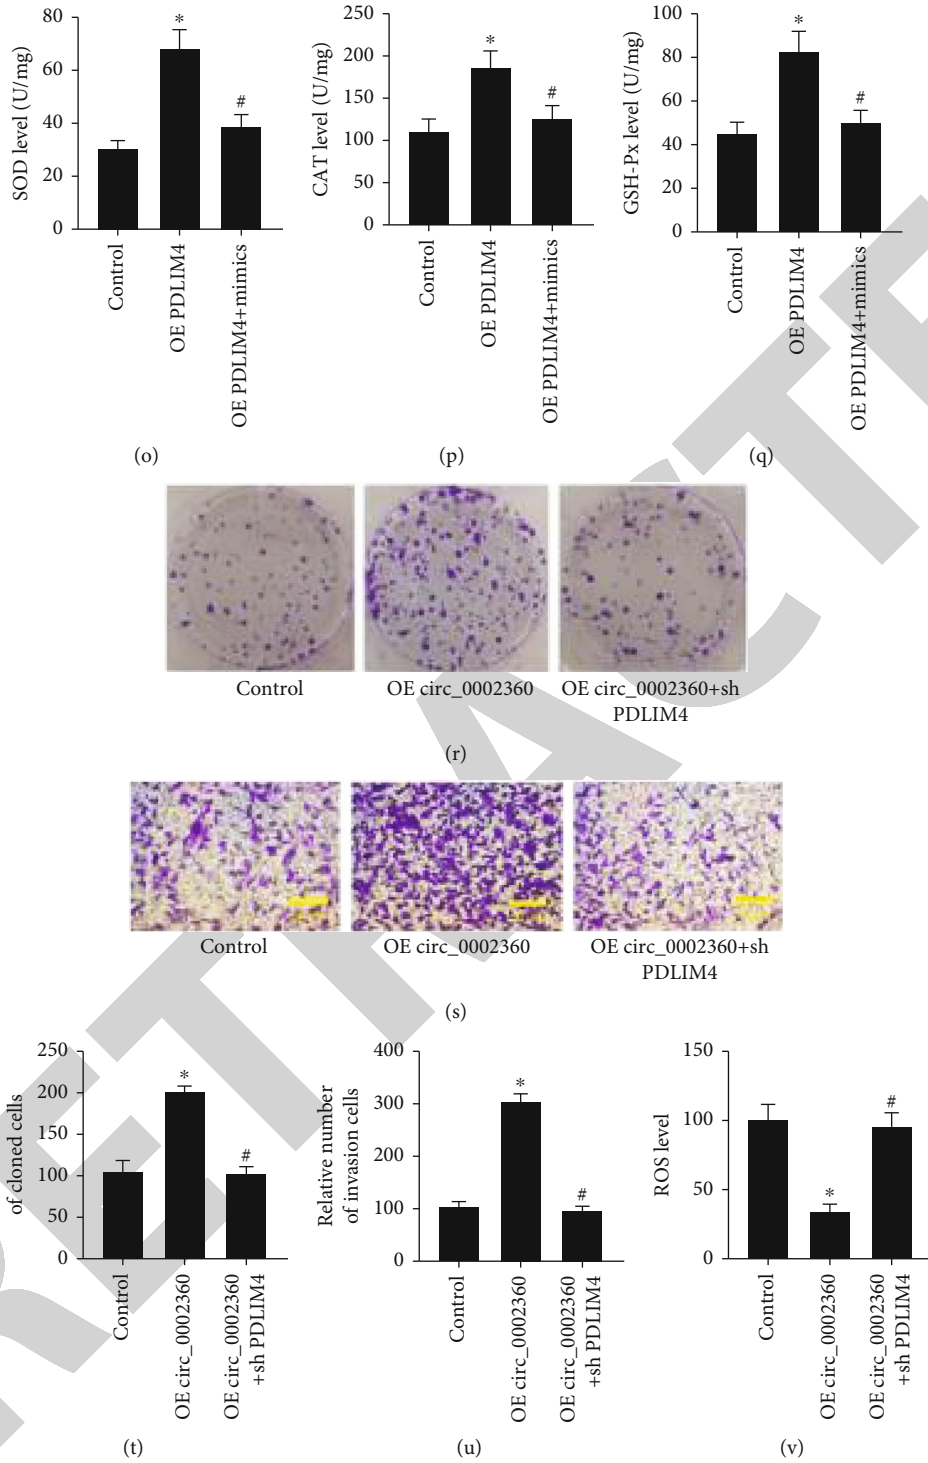 80
60
40
20
0
SOD level (U/mg)
*
#
Control
OE PDLIM4
OE PDLIM4+mimics
(o)
250
200
150
100
50
0
CAT level (U/mg)
*
#
Control
OE PDLIM4
OE PDLIM4+mimics
(p)
100
80
60
40
20
0
GSH-Px level (U/mg)
*
#
Control
OE PDLIM4
OE PDLIM4+mimics
(q)
Control
OE circ_0002360
OE circ_0002360+sh
PDLIM4
(r)
Control
OE circ_0002360
OE circ_0002360+sh
PDLIM4
(s)
250
200
150
100
50
0
of cloned cells
*
#
Control
OE circ_0002360
OE circ_0002360
+sh PDLIM4
(t)
400
300
200
100
0
Relative number
of invasion cells
*
#
Control
OE circ_0002360
OE circ_0002360
+sh PDLIM4
(u)
150
100
50
0
ROS level
*
#
Control
OE circ_0002360
OE circ_0002360
+sh PDLIM4
(v)
RETRACTE